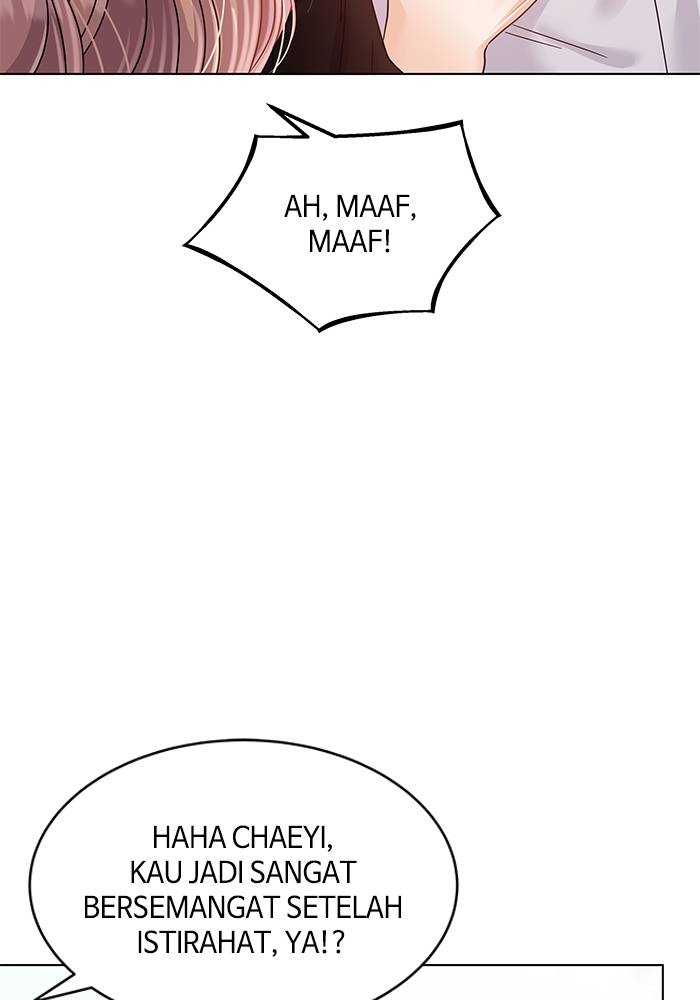 AH, MAAF,
MAAF!
HAHA CHAEYI,
KAU JADI SANGAT
BERSEMANGAT SETELAH
ISTIRAHAT, YA!?